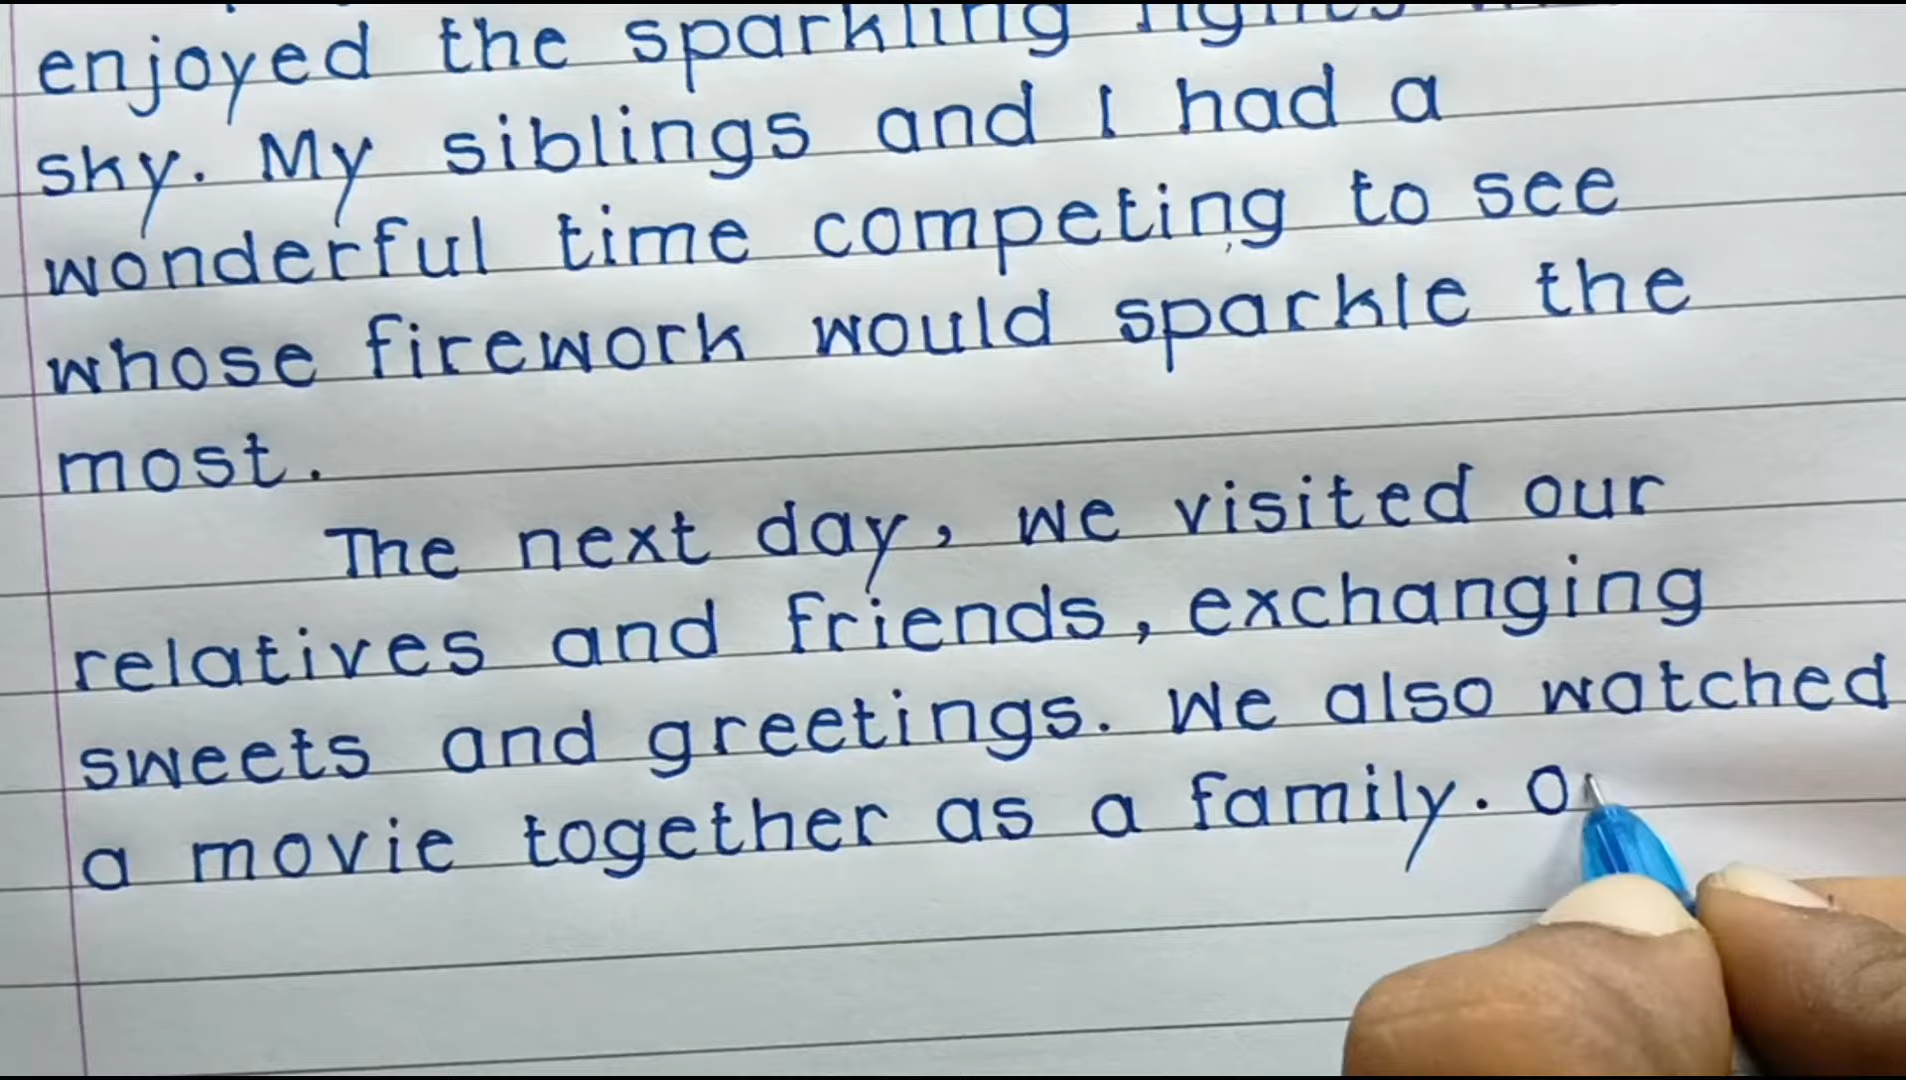 enjoyed the sparkling lights
sky. My siblings and I had a
wonderful time competing to see
whose firework would sparkle the
most.
The next day, we visited our
relatives and friends, exchanging
sweets and greetings. We also watched
a movie together as a family. O